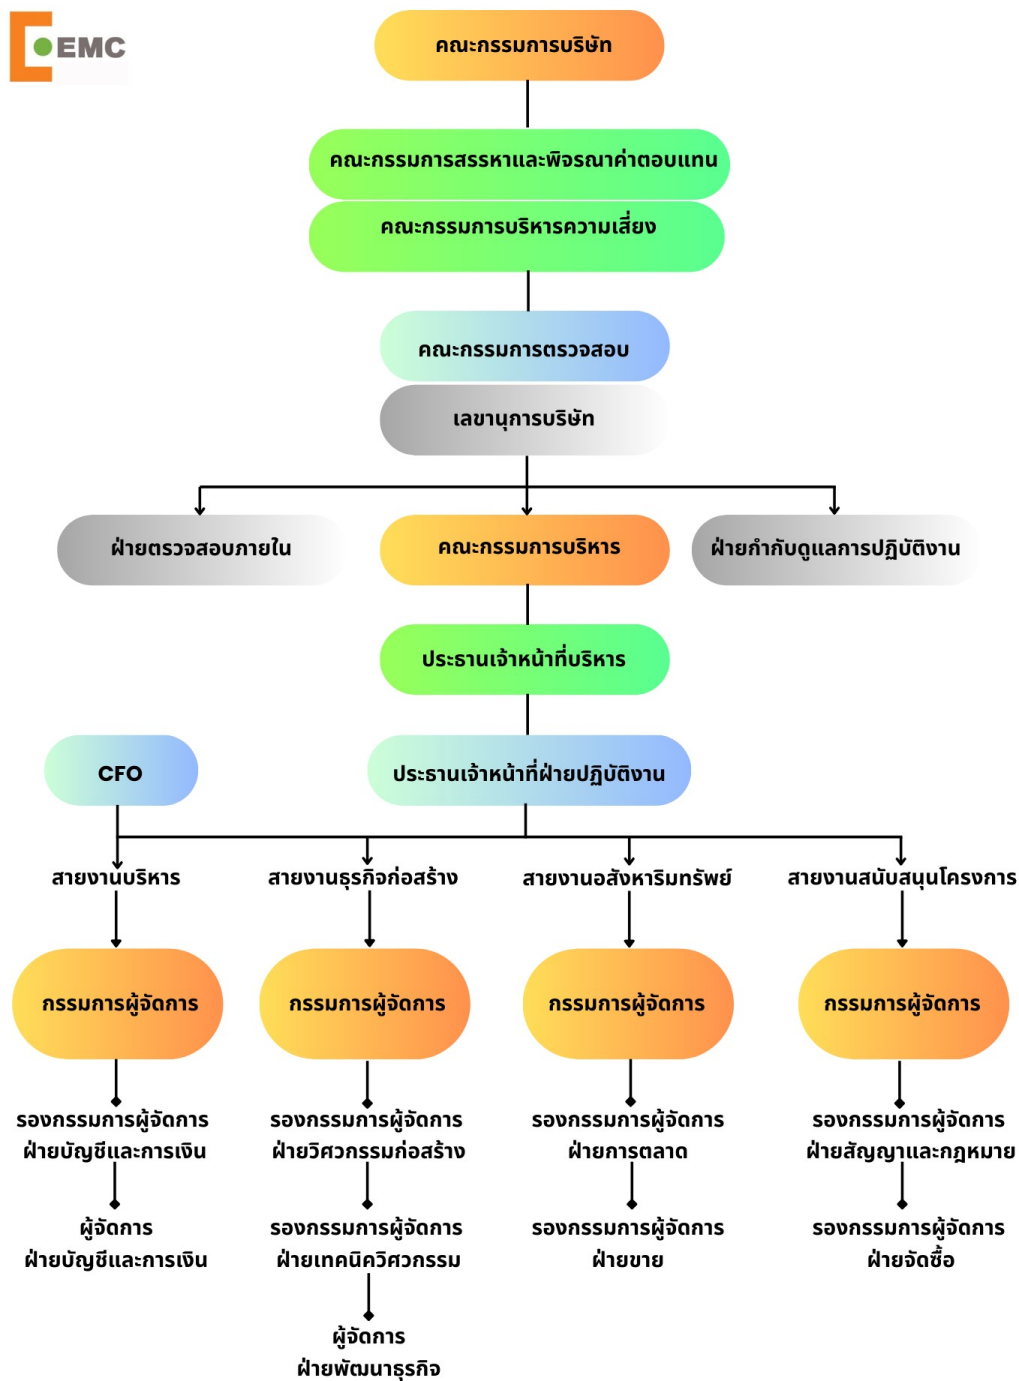 EMC
คณะกรรมการบริษัท
คณะกรรมการสรรหาและพิจรณาค่าตอบแทน
คณะกรรมการบริหารความเสี่ยง
คณะกรรมการตรวจสอบ
เลขานุการบริษัท
ฝ่ายตรวจสอบภายใน
คณะกรรมการบริหาร
ฝ่ายกำกับดูแลการปฏิบัติงาน
ประธานเจ้าหน้าที่บริหาร
CFO
ประธานเจ้าหน้าที่ฝ่ายปฏิบัติงาน
สายงานบริหาร
สายงานธุรกิจก่อสร้าง
สายงานอสังหาริมทรัพย์
สายงานสนับสนุนโครงการ
กรรมการผู้จัดการ
กรรมการผู้จัดการ
กรรมการผู้จัดการ
กรรมการผู้จัดการ
รองกรรมการผู้จัดการ
ฝ่ายบัญชีและการเงิน
รองกรรมการผู้จัดการ
ฝ่ายวิศวกรรมก่อสร้าง
รองกรรมการผู้จัดการ
ฝ่ายการตลาด
รองกรรมการผู้จัดการ
ฝ่ายสัญญาและกฎหมาย
ผู้จัดการ
ฝ่ายบัญชีและการเงิน
รองกรรมการผู้จัดการ
ฝ่ายเทคนิควิศวกรรม
รองกรรมการผู้จัดการ
ฝ่ายขาย
รองกรรมการผู้จัดการ
ฝ่ายจัดซื้อ
ผู้จัดการ
ฝ่ายพัฒนาธุรกิจ